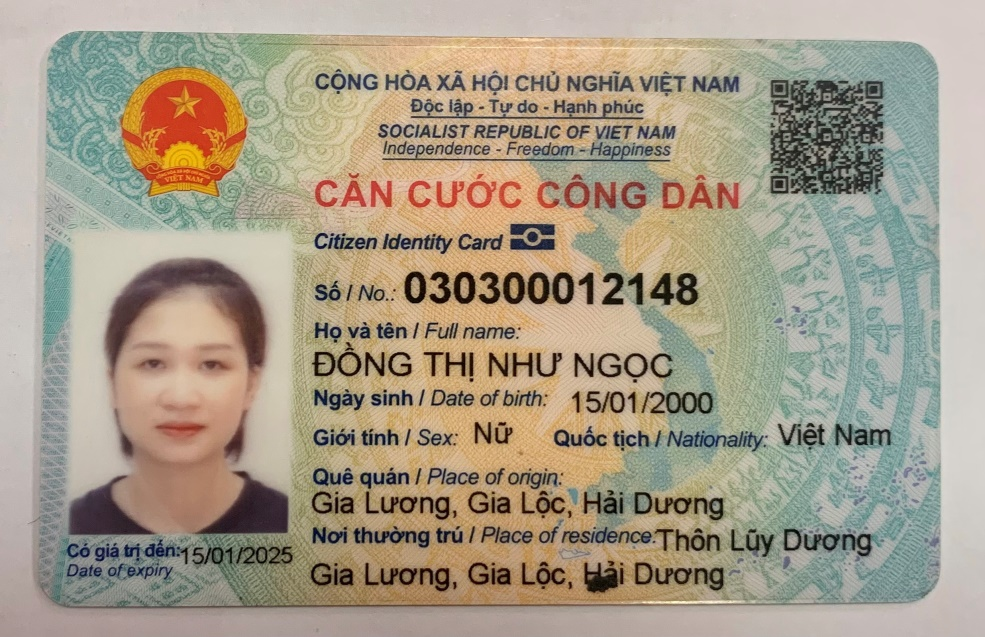 CỘNG HÒA XÃ HỘI CHỦ NGHĨA VIỆT NAM
Độc lập - Tự do - Hạnh phúc
SOCIALIST REPUBLIC OF VIET NAM
Independence - Freedom - Happiness
CĂN CƯỚC CÔNG DÂN
Citizen Identity Card
Số / No.: 030300012148
Họ và tên / Full name:
ĐỒNG THỊ NHƯ NGỌC
Ngày sinh / Date of birth: 15/01/2000
Giới tính / Sex: Nữ Quốc tịch / Nationality: Việt Nam
Quê quán / Place of origin:
Gia Lương, Gia Lộc, Hải Dương
Nơi thường trú / Place of residence: Thôn Lũy Dương
Gia Lương, Gia Lộc, Hải Dương
Có giá trị đến: 15/01/2025
Date of expiry
VIỆT NAM